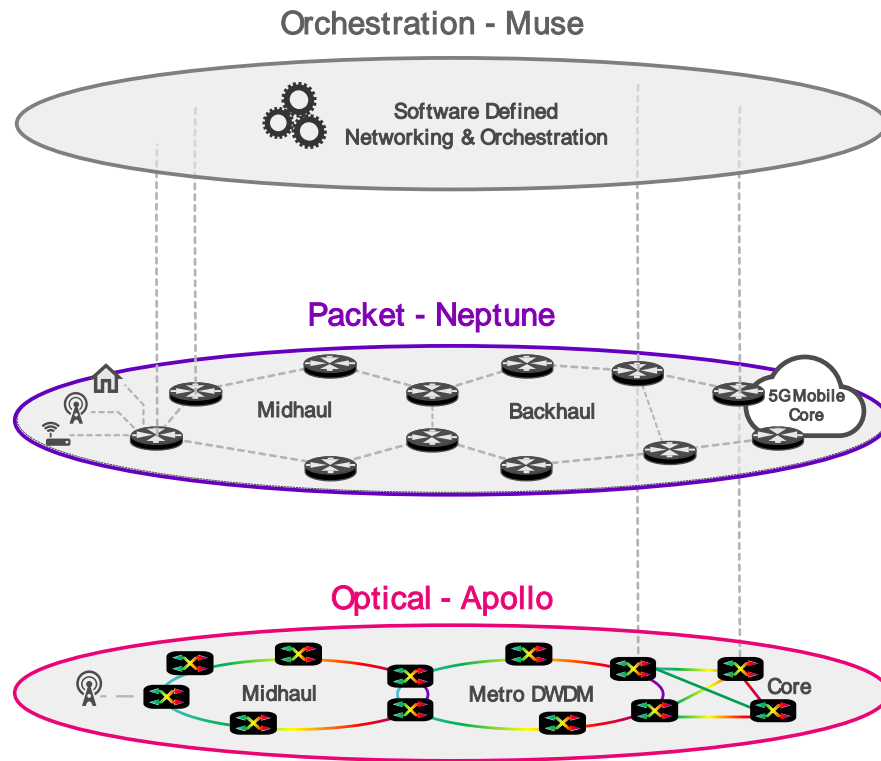 Orchestration - Muse
Software Defined
Networking & Orchestration
Packet - Neptune
Midhaul
Backhaul
5G Mobile
Core
Optical - Apollo
Midhaul
Metro DWDM
Core